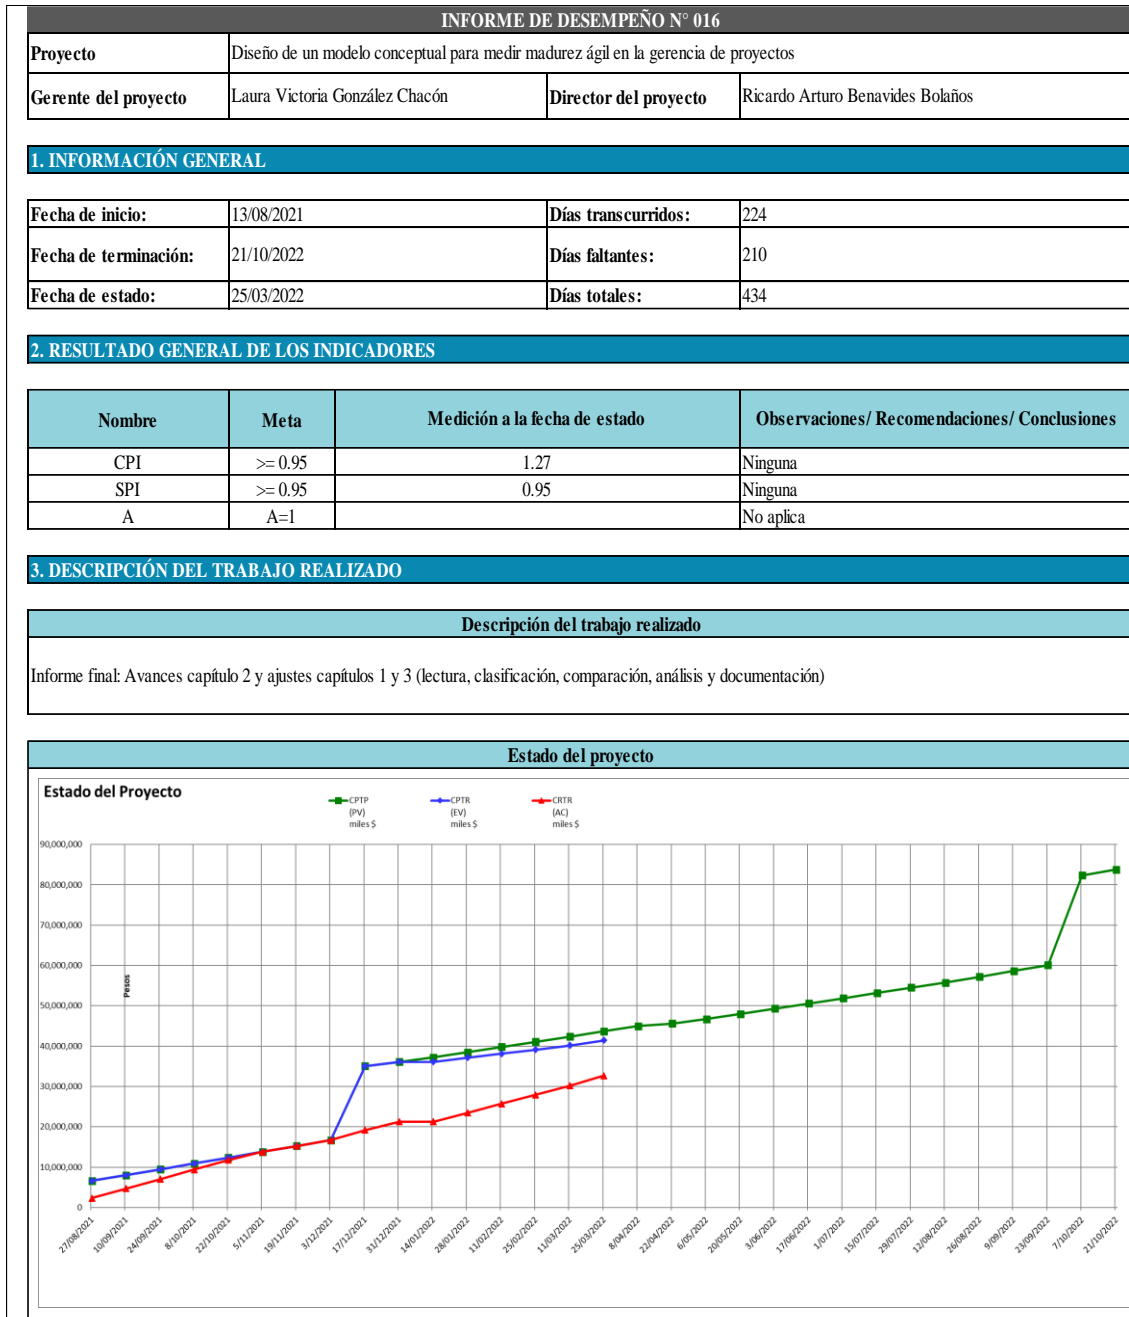 INFORME DE DESEMPEÑO N° 016
Proyecto Diseño de un modelo conceptual para medir madurez ágil en la gerencia de proyectos
Gerente del proyecto Laura Victoria González Chacón Director del proyecto Ricardo Arturo Benavides Bolaños
1. INFORMACIÓN GENERAL
Fecha de inicio: 13/08/2021 Días transcurridos: 224
Fecha de terminación: 21/10/2022 Días faltantes: 210
Fecha de estado: 25/03/2022 Días totales: 434
2. RESULTADO GENERAL DE LOS INDICADORES
Nombre Meta Medición a la fecha de estado Observaciones/ Recomendaciones/ Conclusiones
CPI >= 0.95 1.27 Ninguna
SPI >= 0.95 0.95 Ninguna
A A=1 No aplica
3. DESCRIPCIÓN DEL TRABAJO REALIZADO
Descripción del trabajo realizado
Informe final: Avances capítulo 2 y ajustes capítulos 1 y 3 (lectura, clasificación, comparación, análisis y documentación)
Estado del proyecto
Estado del Proyecto
CPTP CPTR CRTR
(PV) (EV) (AC)
miles $ miles $ miles $
90,000,000
80,000,000
70,000,000
60,000,000
Pesos
50,000,000
40,000,000
30,000,000
20,000,000
10,000,000
0
27/08/2021 10/09/2021 24/09/2021 8/10/2021 22/10/2021 5/11/2021 19/11/2021 3/12/2021 17/12/2021 31/12/2021 14/01/2022 28/01/2022 11/02/2022 25/02/2022 11/03/2022 25/03/2022 8/04/2022 22/04/2022 6/05/2022 20/05/2022 3/06/2022 17/06/2022 1/07/2022 15/07/2022 29/07/2022 12/08/2022 26/08/2022 9/09/2022 23/09/2022 7/10/2022 21/10/2022